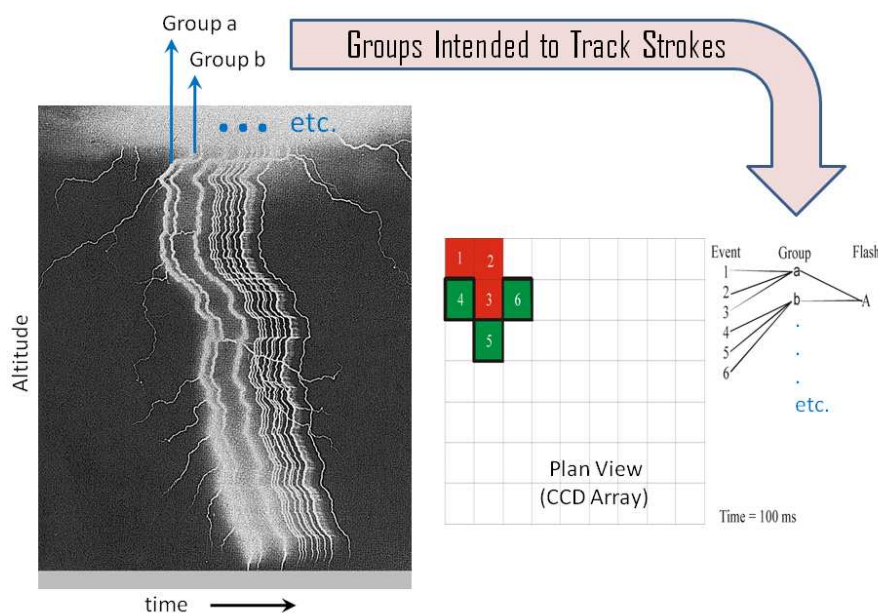 Group a
Group b
Groups Intended to Track Strokes
• • • etc.
Altitude
time
1 2
4 3 6
5
Plan View
(CCD Array)
Event Group Flash
1
2
3
4
5
6
a
b
A
.
.
.
etc.
Time = 100 ms